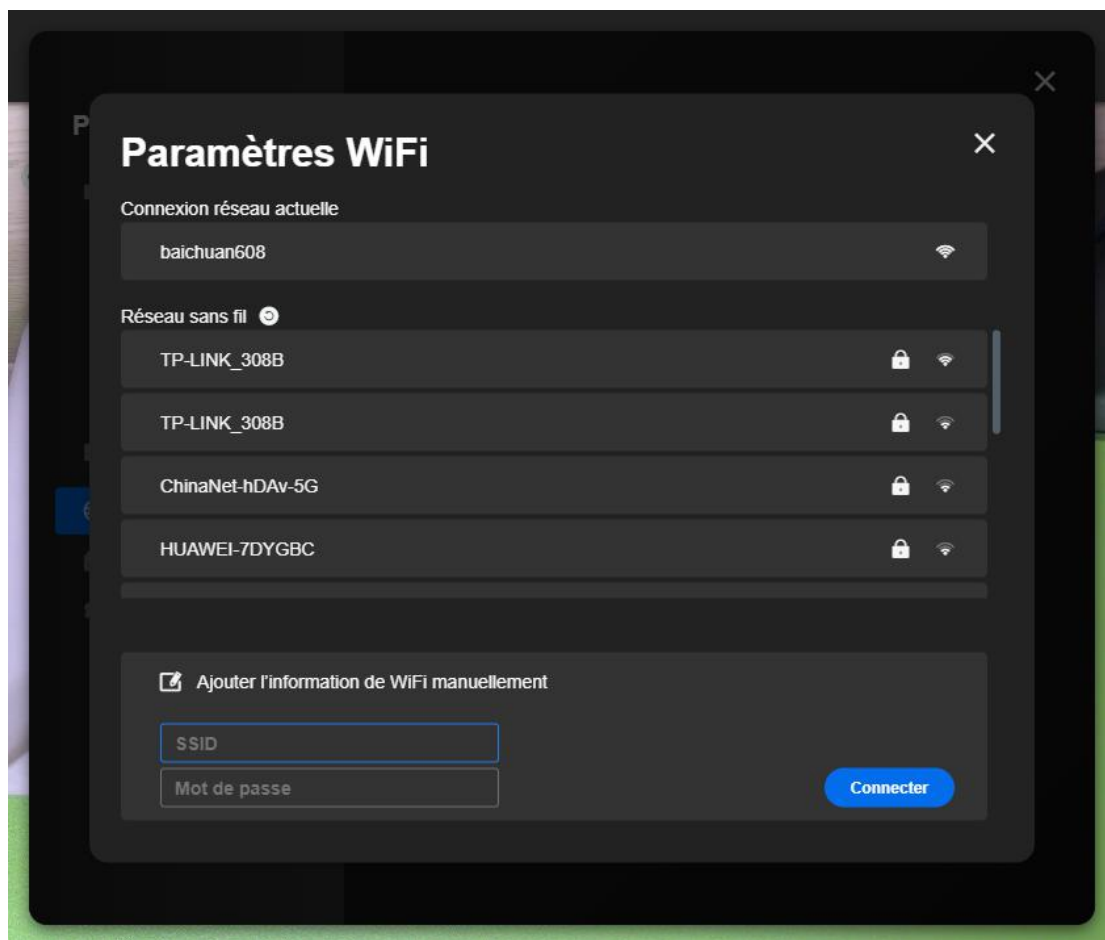 Paramètres WiFi
Connexion réseau actuelle
baichuan608
Réseau sans fil
TP-LINK_308B
TP-LINK_308B
ChinaNet-hDAv-5G
HUAWEI-7DYGBC
Ajouter l'information de WiFi manuellement
SSID
Mot de passe
Connecter